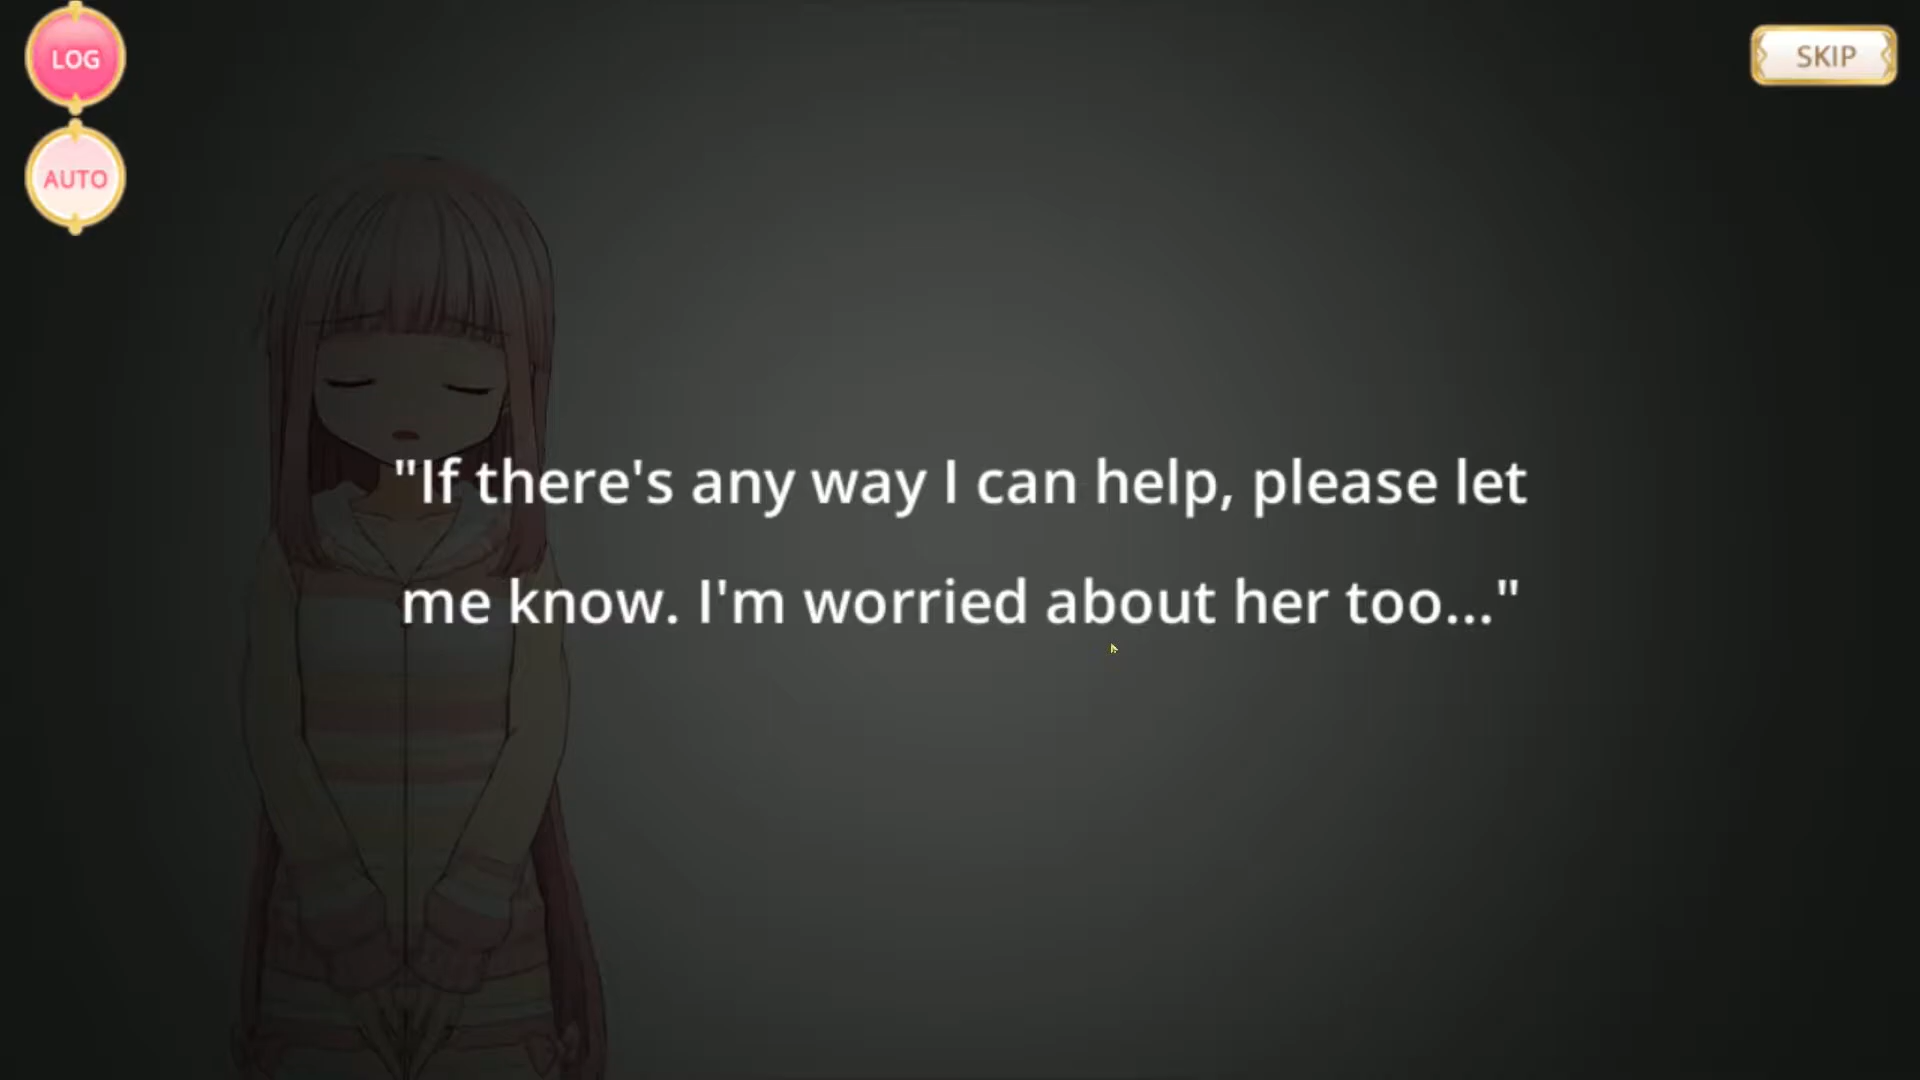 LOG
SKIP
AUTO
"If there's any way I can help, please let
me know. I'm worried about her too..."